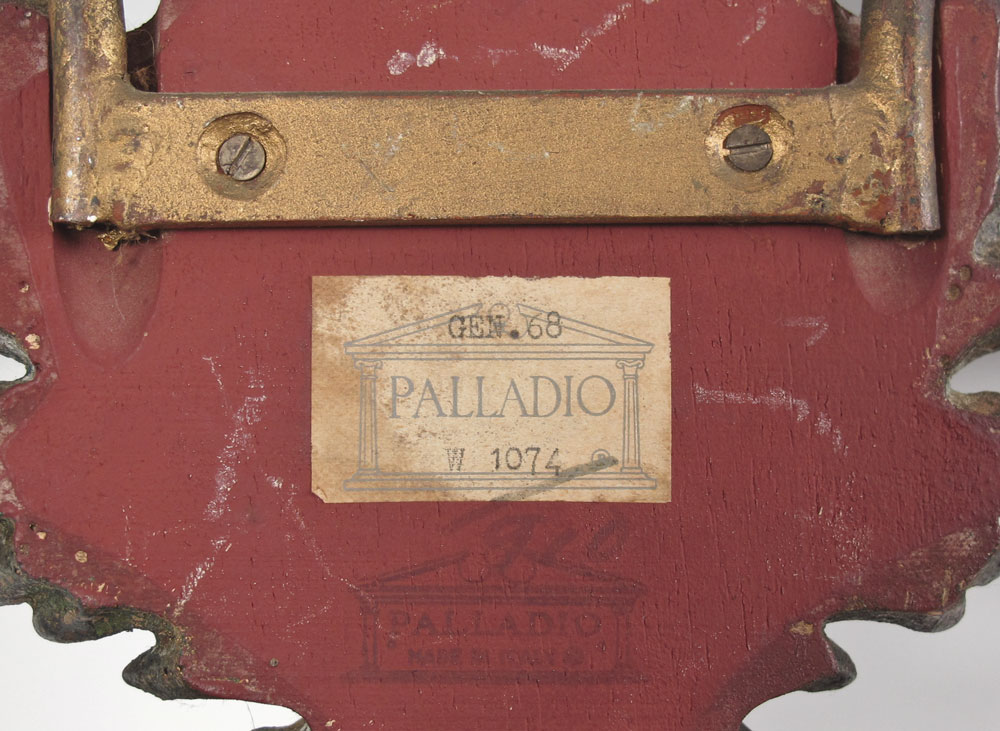 GEN.68
PALLADIO
W 1074
PALLADIO
MADE IN ITALY